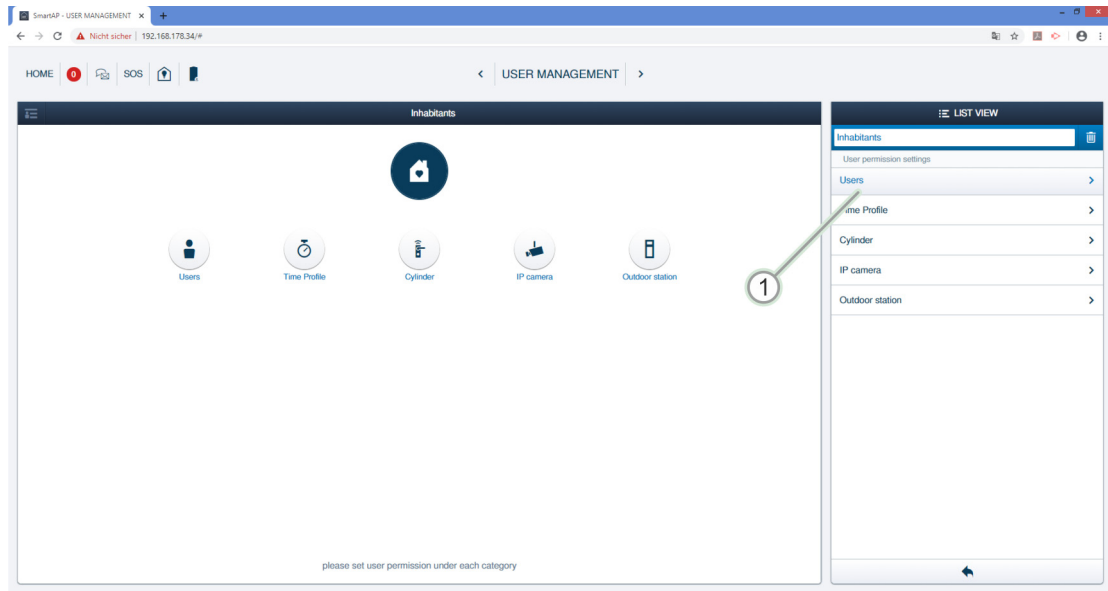 SmartAP - USER MANAGEMENT
Nicht sicher | 192.168.178.34/#
HOME 0 SOS
USER MANAGEMENT
Inhabitants
Users
Time Profile
Cylinder
IP camera
Outdoor station
please set user permission under each category
LIST VIEW
Inhabitants
User permission settings
Users
Time Profile
Cylinder
IP camera
Outdoor station
1